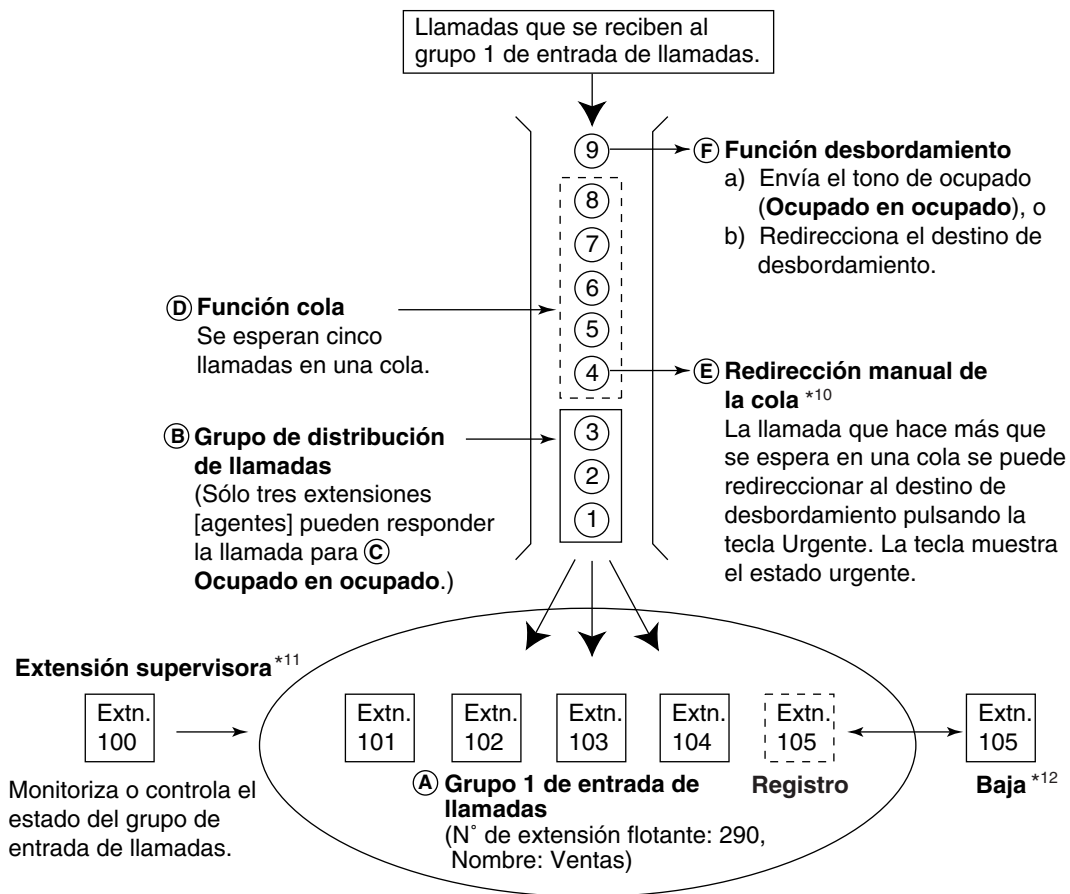 Llamadas que se reciben al
grupo 1 de entrada de llamadas.
9
F Función desbordamiento
a) Envía el tono de ocupado
(Ocupado en ocupado), o
b) Redirecciona el destino de
desbordamiento.
8
7
6
5
4
D Función cola
Se esperan cinco
llamadas en una cola.
E Redirección manual de
la cola *10
La llamada que hace más que
se espera en una cola se puede
redireccionar al destino de
desbordamiento pulsando la
tecla Urgente. La tecla muestra
el estado urgente.
B Grupo de distribución
de llamadas
(Sólo tres extensiones
[agentes] pueden responder
la llamada para C
Ocupado en ocupado.)
3
2
1
Extensión supervisora *11
Extn.
100
Monitoriza o controla el
estado del grupo de
entrada de llamadas.
Extn.
101
Extn.
102
Extn.
103
Extn.
104
Extn.
105
Registro
Extn.
105
Baja *12
A Grupo 1 de entrada de
llamadas
(N° de extensión flotante: 290,
Nombre: Ventas)